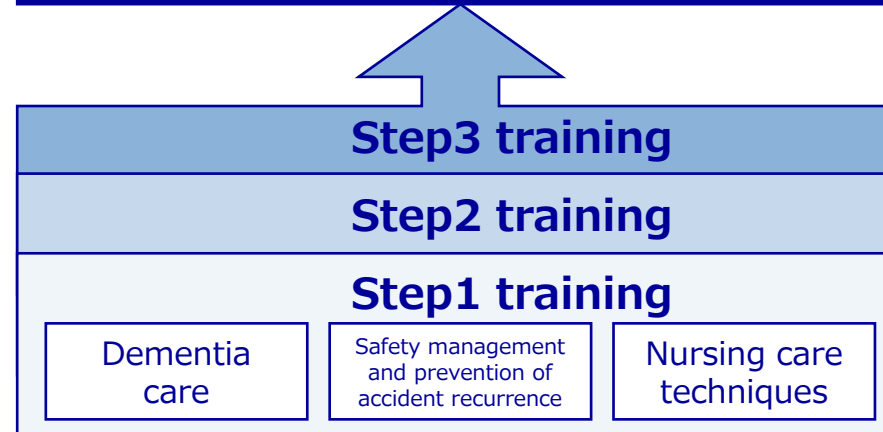 Step3 training
Step2 training
Step1 training
Dementia
care
Safety management
and prevention of
accident recurrence
Nursing care
techniques